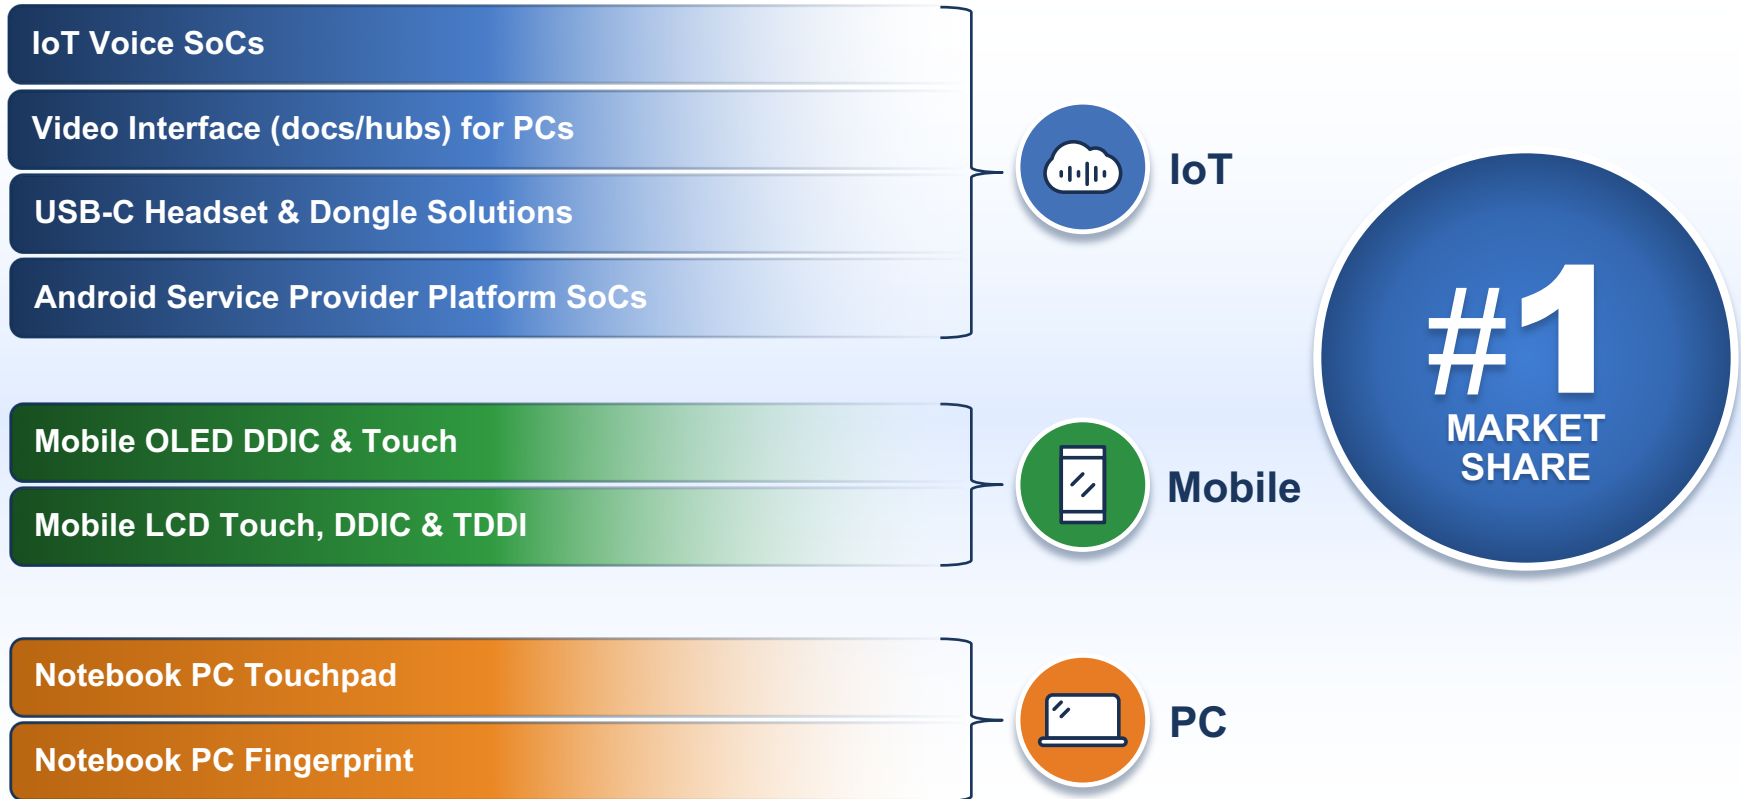 IoT Voice SoCs
Video Interface (docs/hubs) for PCs
USB-C Headset & Dongle Solutions
Android Service Provider Platform SoCs
IoT
Mobile OLED DDIC & Touch
Mobile LCD Touch, DDIC & TDDI
Mobile
Notebook PC Touchpad
Notebook PC Fingerprint
PC
#1
MARKET
SHARE